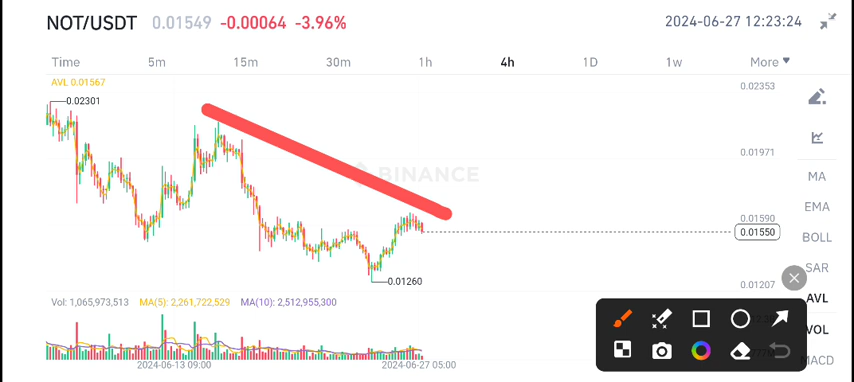 NOT/USDT 0.01549 -0.00064 -3.96% 2024-06-27 12:23:24
Time 5m 15m 30m 1h 4h 1D 1w More
AVL 0.01567
0.02353
0.02301
0.01971
BINANCE
MA
EMA
0.01590
0.01550
BOLL
SAR
0.01260
0.01207
AVL
Vol: 1,065,973,513 MA(5): 2,261,722,529 MA(10): 2,512,955,300
VOL
MACD
2024-06-13 09:00 2024-06-27 05:00